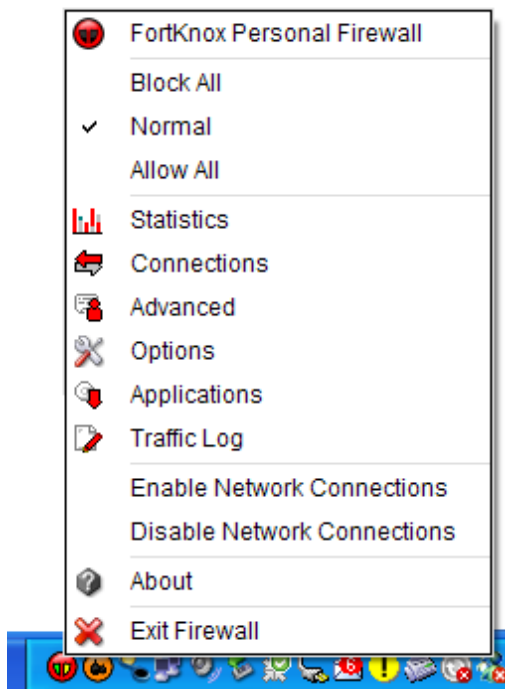 FortKnox Personal Firewall
Block All
Normal
Allow All
Statistics
Connections
Advanced
Options
Applications
Traffic Log
Enable Network Connections
Disable Network Connections
About
Exit Firewall